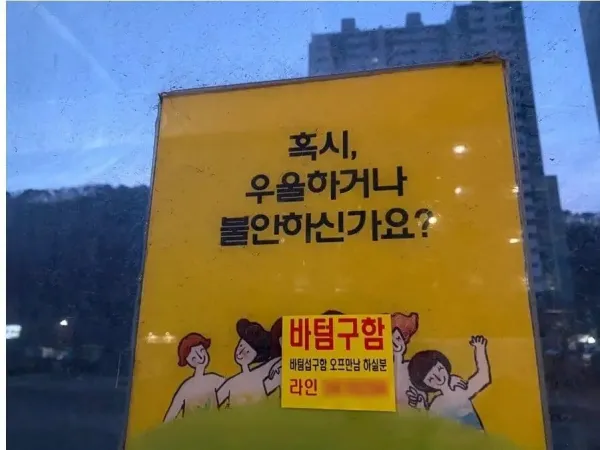 혹시,
우울하거나
불안하신가요?
바텀구함
바텀섭구함 오프만남 하실분
라인